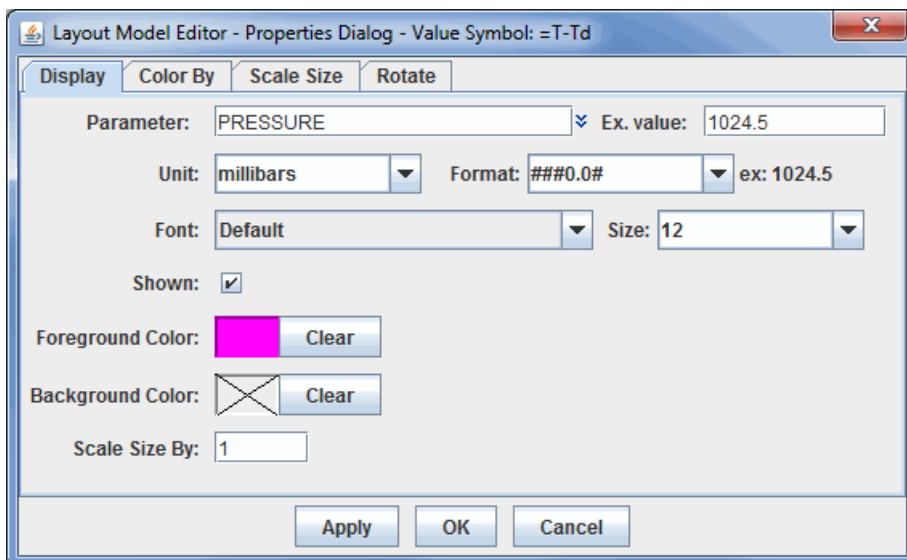 Layout Model Editor - Properties Dialog - Value Symbol: =T-Td
Display Color By Scale Size Rotate
Parameter: PRESSURE Ex. value: 1024.5
Unit: millibars Format: ###0.0# ex: 1024.5
Font: Default Size: 12
Shown:
Foreground Color: Clear
Background Color: Clear
Scale Size By: 1
Apply OK Cancel